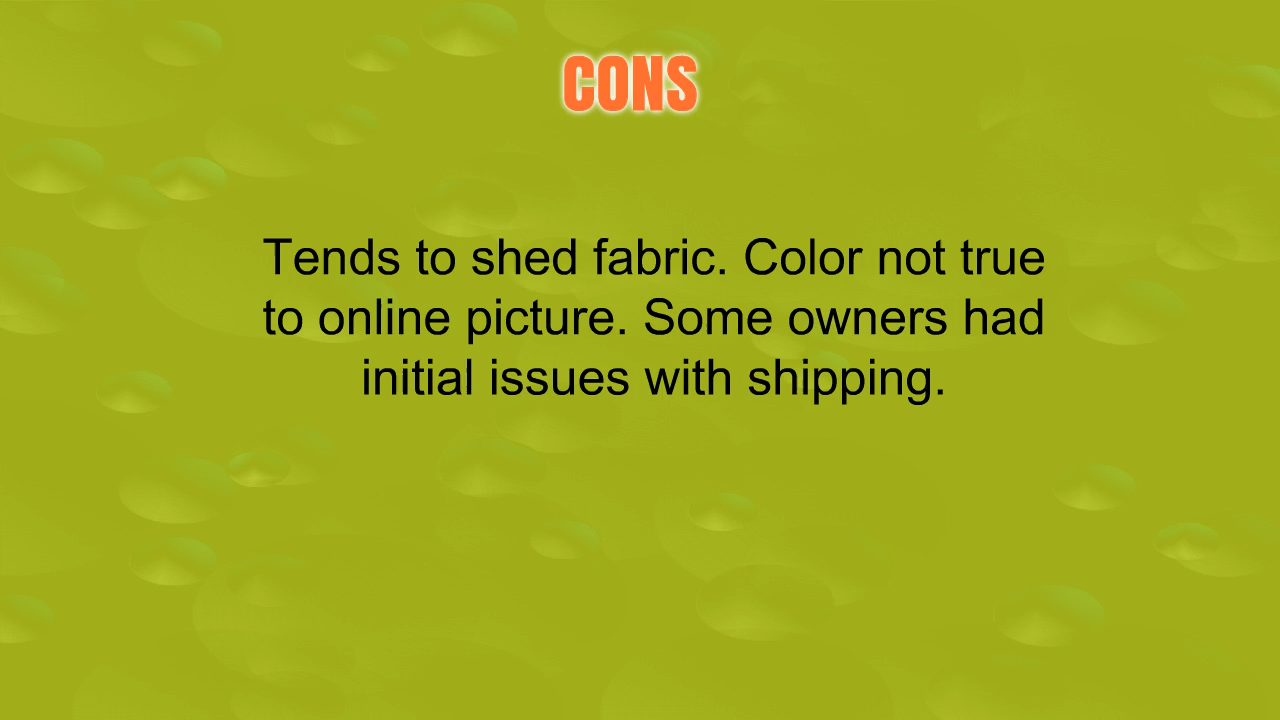 CONS
Tends to shed fabric. Color not true
to online picture. Some owners had
initial issues with shipping.